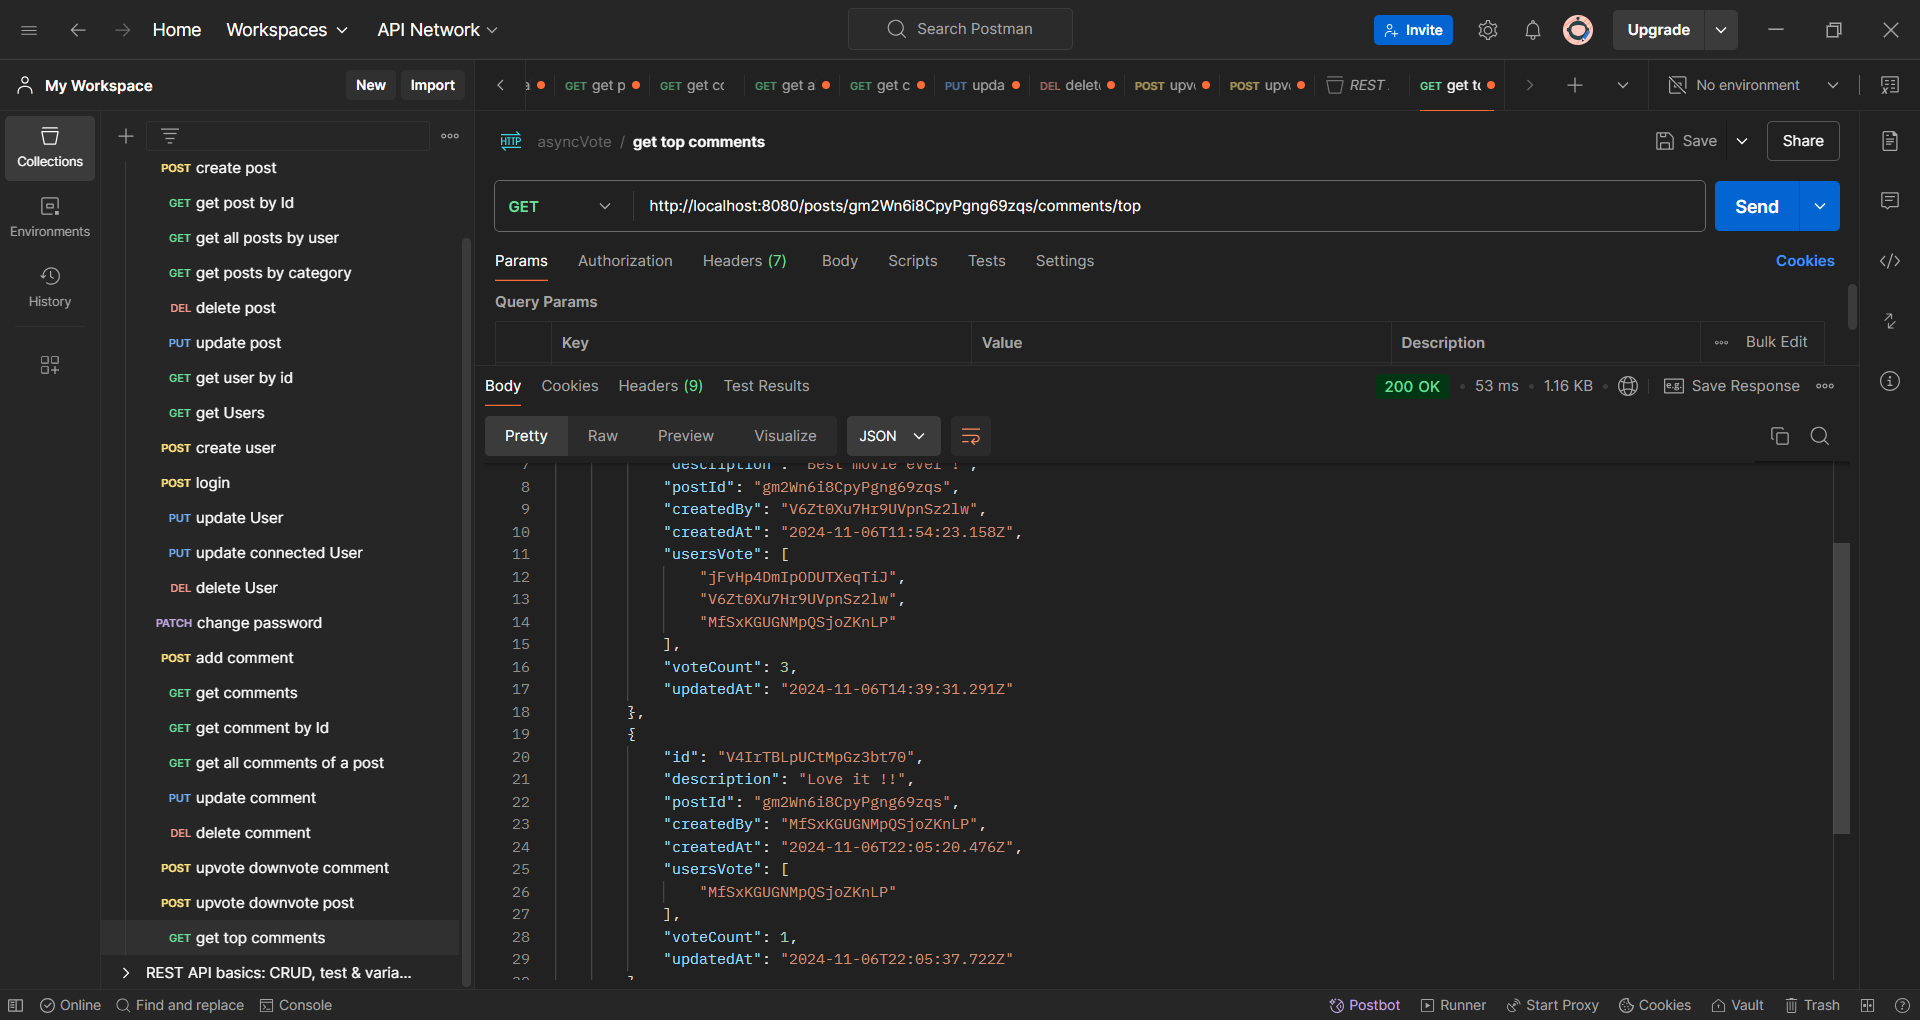 Home Workspaces API Network Search Postman Invite Upgrade
My Workspace New Import
GET get p GET get cc GET get a GET get c PUT upda DEL delet POST upv POST upv REST GET get t No environment
Collections
Environments
History
POST create post
GET get post by Id
GET get all posts by user
GET get posts by category
DEL delete post
PUT update post
GET get user by id
GET get Users
POST create user
POST login
PUT update User
PUT update connected User
DEL delete User
PATCH change password
POST add comment
GET get comments
GET get comment by Id
GET get all comments of a post
PUT update comment
DEL delete comment
POST upvote downvote comment
POST upvote downvote post
GET get top comments
REST API basics: CRUD, test & varia...
HTTP asyncVote / get top comments Save Share
GET http://localhost:8080/posts/gm2Wn6i8CpyPgng69zqs/comments/top Send
Params Authorization Headers (7) Body Scripts Tests Settings Cookies
Query Params
Key Value Description Bulk Edit
Body Cookies Headers (9) Test Results 200 OK 53 ms 1.16 KB e.g. Save Response
Pretty Raw Preview Visualize JSON
7 "description": "Best movie ever !",
8 "postId": "gm2Wn6i8CpyPgng69zqs",
9 "createdBy": "V6Zt0Xu7Hr9UVpnSz2lw",
10 "createdAt": "2024-11-06T11:54:23.158Z",
11 "usersVote": [
12 "jFvHp4DmIpODUTXeqTiJ",
13 "V6Zt0Xu7Hr9UVpnSz2lw",
14 "MfSxKGUGNMpQSjoZKnLP"
15 ],
16 "voteCount": 3,
17 "updatedAt": "2024-11-06T14:39:31.291Z"
18 },
19 {
20 "id": "V4IrTBLpUCtMpGz3bt70",
21 "description": "Love it !!",
22 "postId": "gm2Wn6i8CpyPgng69zqs",
23 "createdBy": "MfSxKGUGNMpQSjoZKnLP",
24 "createdAt": "2024-11-06T22:05:20.476Z",
25 "usersVote": [
26 "MfSxKGUGNMpQSjoZKnLP"
27 ],
28 "voteCount": 1,
29 "updatedAt": "2024-11-06T22:05:37.722Z"
Online Find and replace Console Postbot Runner Start Proxy Cookies Vault Trash